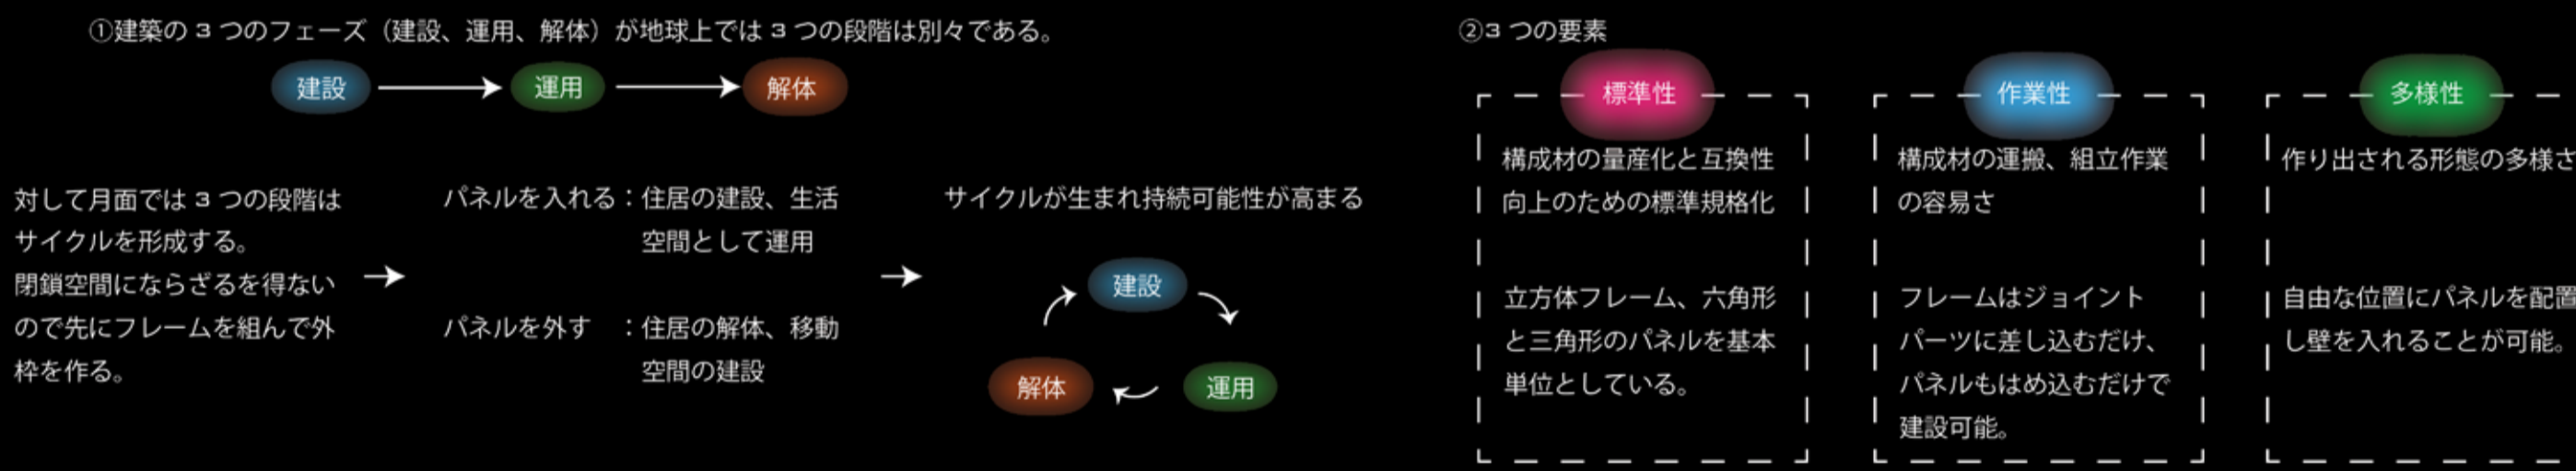 ①建築の３つのフェーズ（建設、運用、解体）が地球上では３つの段階は別々である。
建設
運用
解体
対して月面では３つの段階は
サイクルを形成する。
閉鎖空間にならざるを得ない
ので先にフレームを組んで外
枠を作る。
パネルを入れる：住居の建設、生活
空間として運用
パネルを外す　：住居の解体、移動
空間の建設
サイクルが生まれ持続可能性が高まる
建設
解体
運用
②３つの要素
標準性
構成材の量産化と互換性
向上のための標準規格化
立方体フレーム、六角形
と三角形のパネルを基本
単位としている。
作業性
構成材の運搬、組立作業
の容易さ
フレームはジョイント
パーツに差し込むだけ、
パネルもはめ込むだけで
建設可能。
多様性
作り出される形態の多様さ
自由な位置にパネルを配置
し壁を入れることが可能。